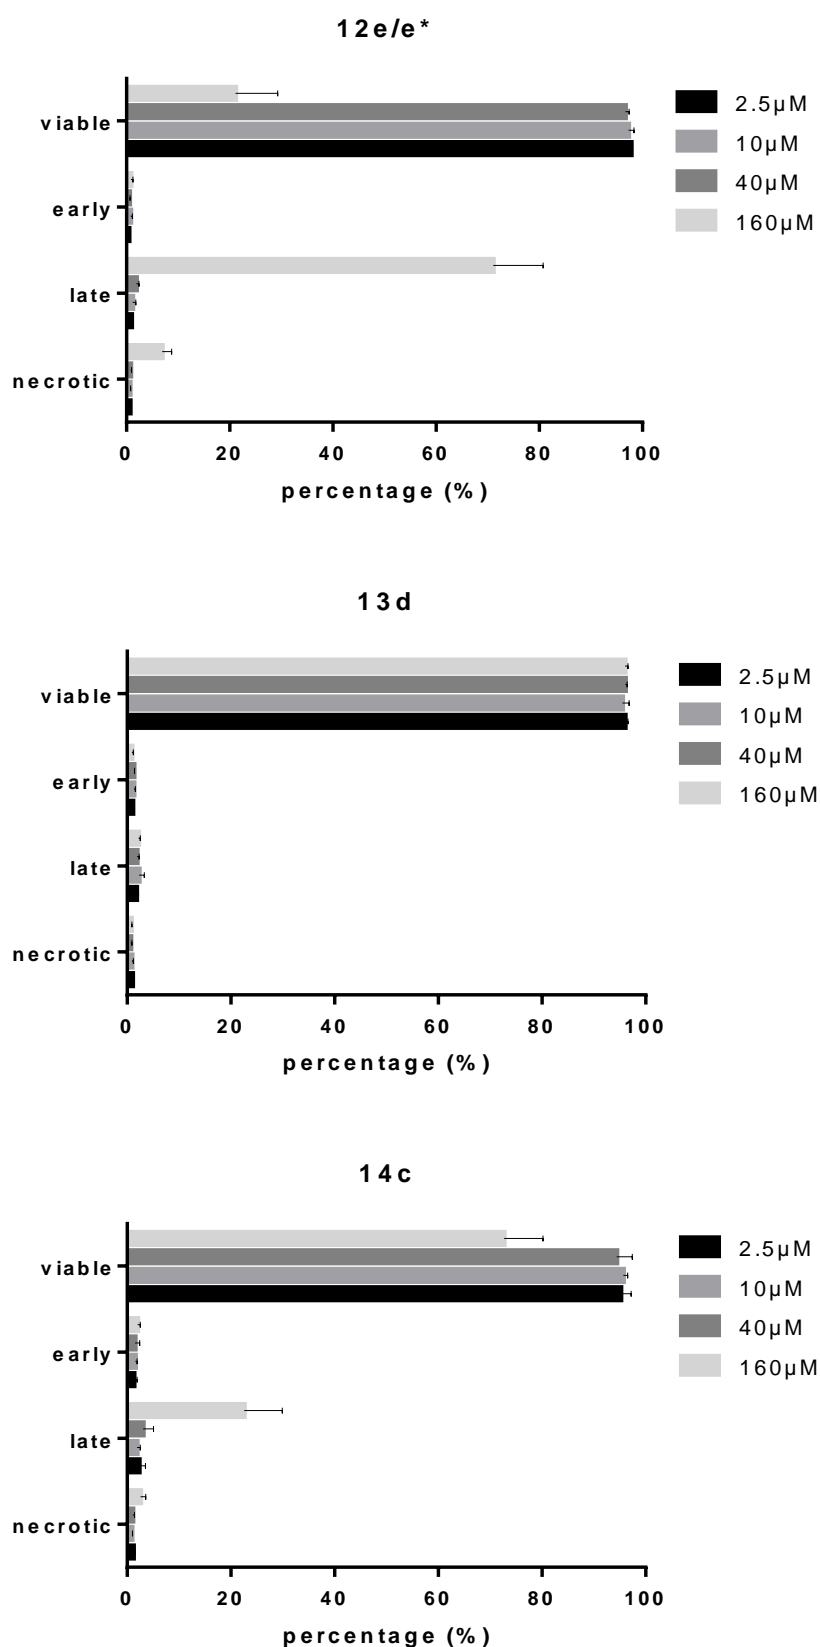 12e/e*
viable
early
late
necrotic
0 20 40 60 80 100
percentage (%)
2.5µM
10µM
40µM
160µM
13d
viable
early
late
necrotic
0 20 40 60 80 100
percentage (%)
2.5µM
10µM
40µM
160µM
14c
viable
early
late
necrotic
0 20 40 60 80 100
percentage (%)
2.5µM
10µM
40µM
160µM